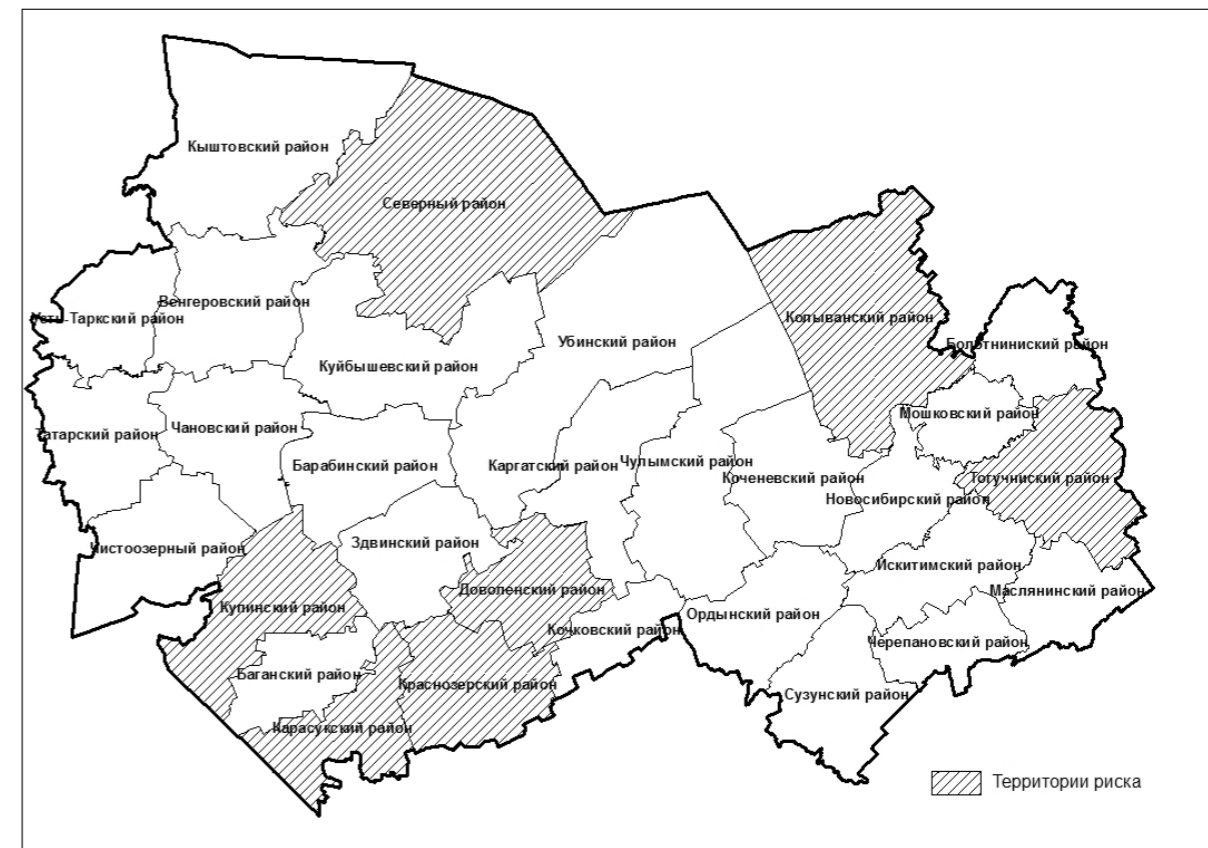 Кыштовский район
Северный район
Венгеровский район
Усть-Таркский район
Копыванский район
Убинский район
Болотниниский район
Куйбышевский район
Мошковский район
Чановский район
Татарский район
Барабинский район
Каргатский район
Чулымский район
Коченевский район
Тогучниский район
Новосибирский район
Здвинский район
Чистоозерный район
Искитимский район
Доволенский район
Маслянинский район
Купинский район
Ордынский район
Кочковский район
Черепановский район
Баганский район
Краснозерский район
Сузунский район
Карасукский район
Территории риска